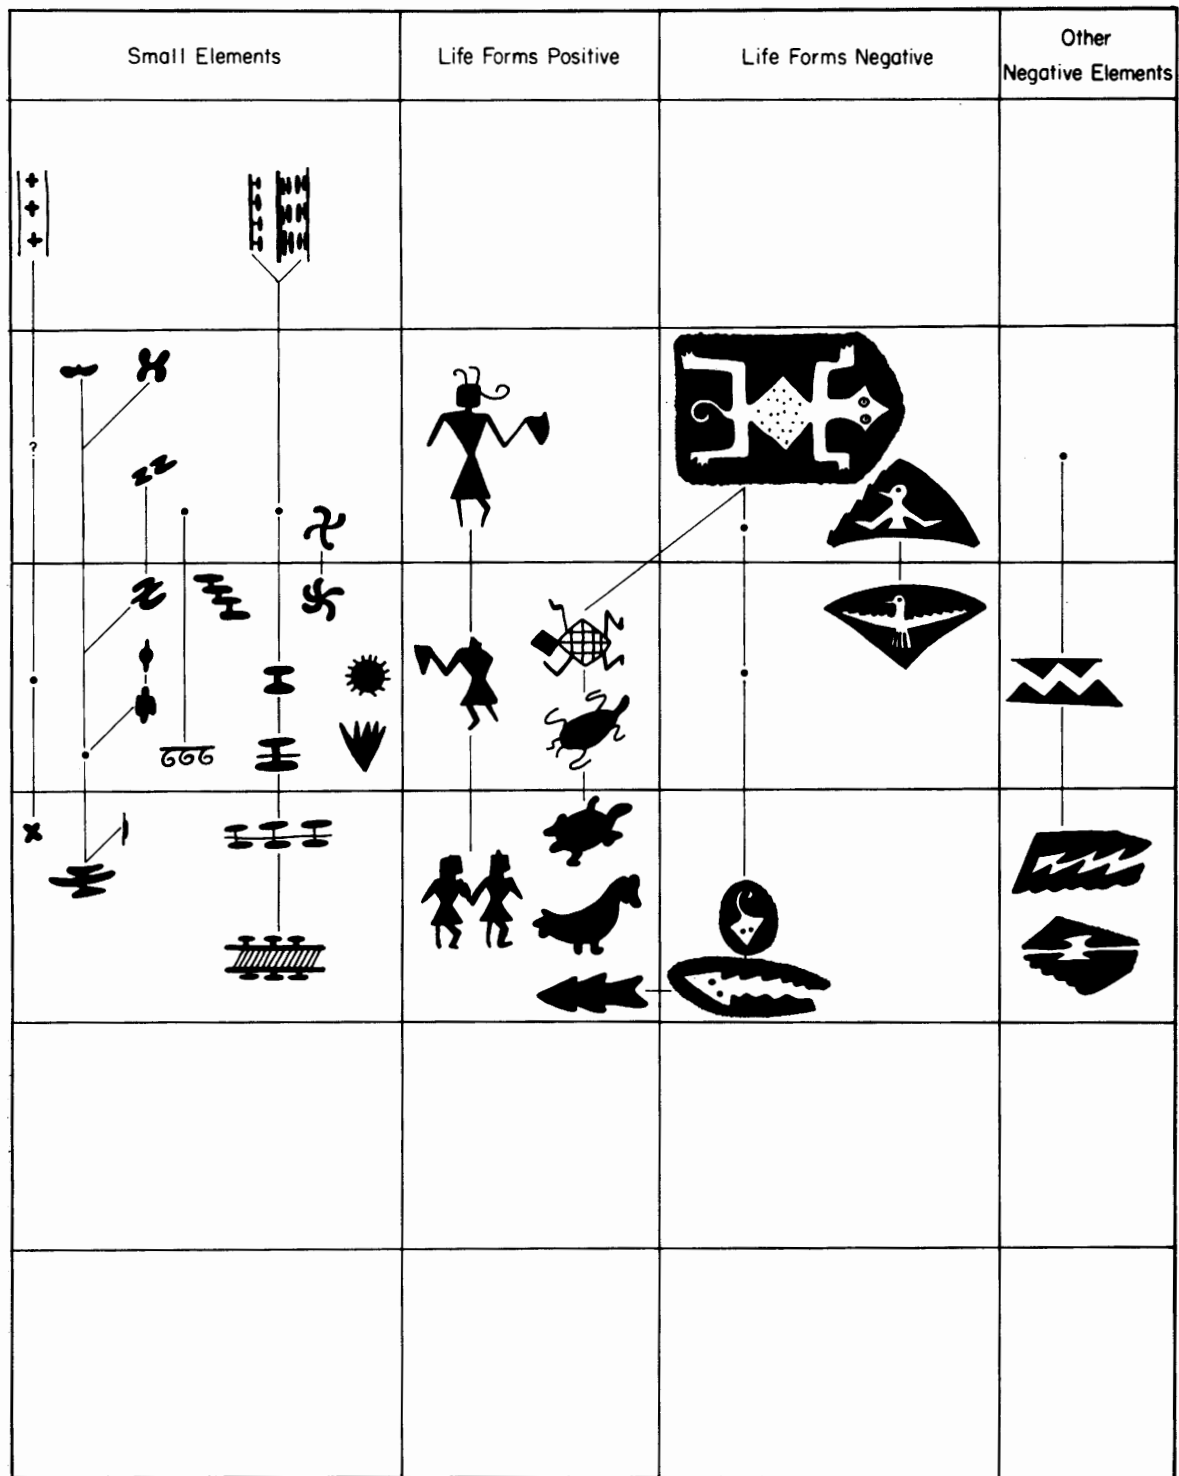 Small Elements
Life Forms Positive
Life Forms Negative
Other
Negative Elements
?